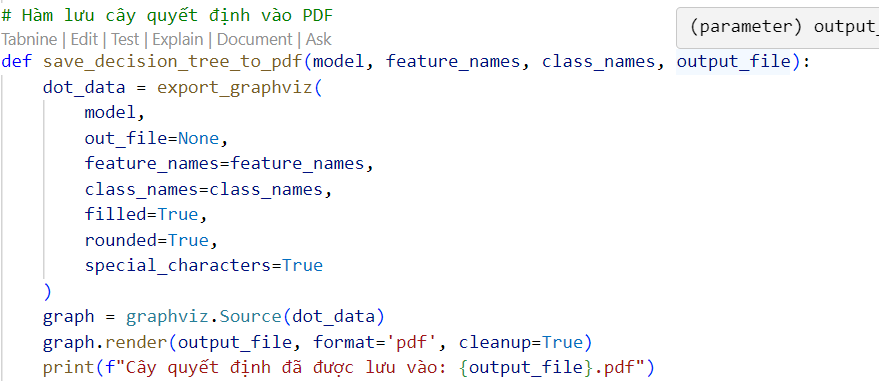 # Hàm lưu cây quyết định vào PDF
(parameter) output_
Tabnine | Edit | Test | Explain | Document | Ask
def save_decision_tree_to_pdf(model, feature_names, class_names, output_file):
    dot_data = export_graphviz(
        model,
        out_file=None,
        feature_names=feature_names,
        class_names=class_names,
        filled=True,
        rounded=True,
        special_characters=True
    )
    graph = graphviz.Source(dot_data)
    graph.render(output_file, format='pdf', cleanup=True)
    print(f"Cây quyết định đã được lưu vào: {output_file}.pdf")